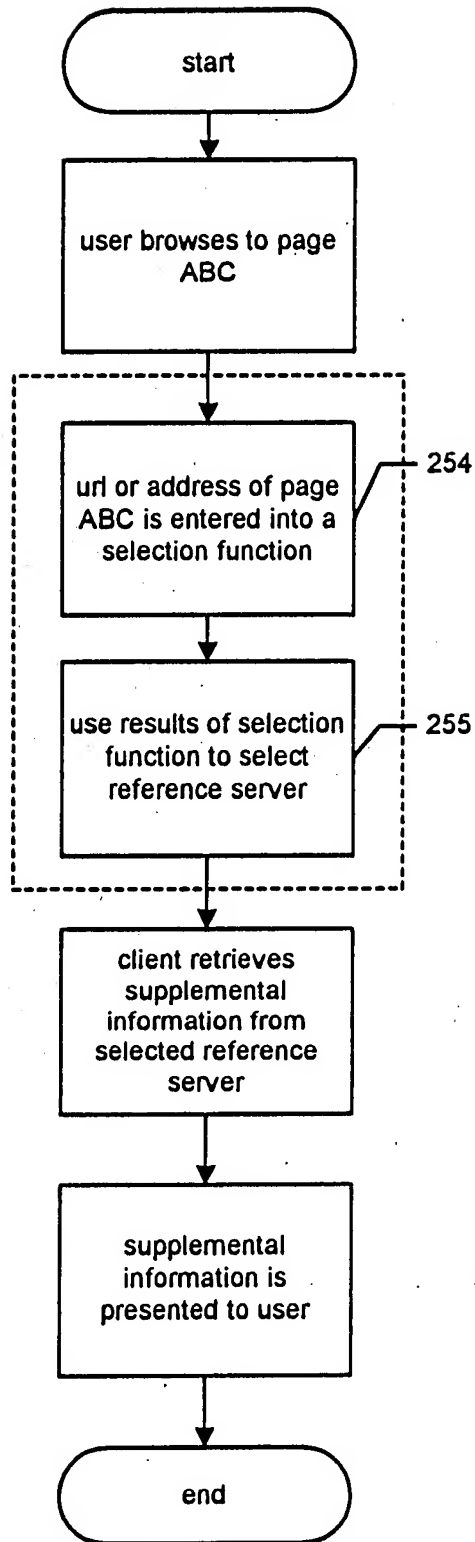 start
user browses to page
ABC
url or address of page
ABC is entered into a
selection function
254
use results of selection
function to select
reference server
255
client retrieves
supplemental
information from
selected reference
server
supplemental
information is
presented to user
end